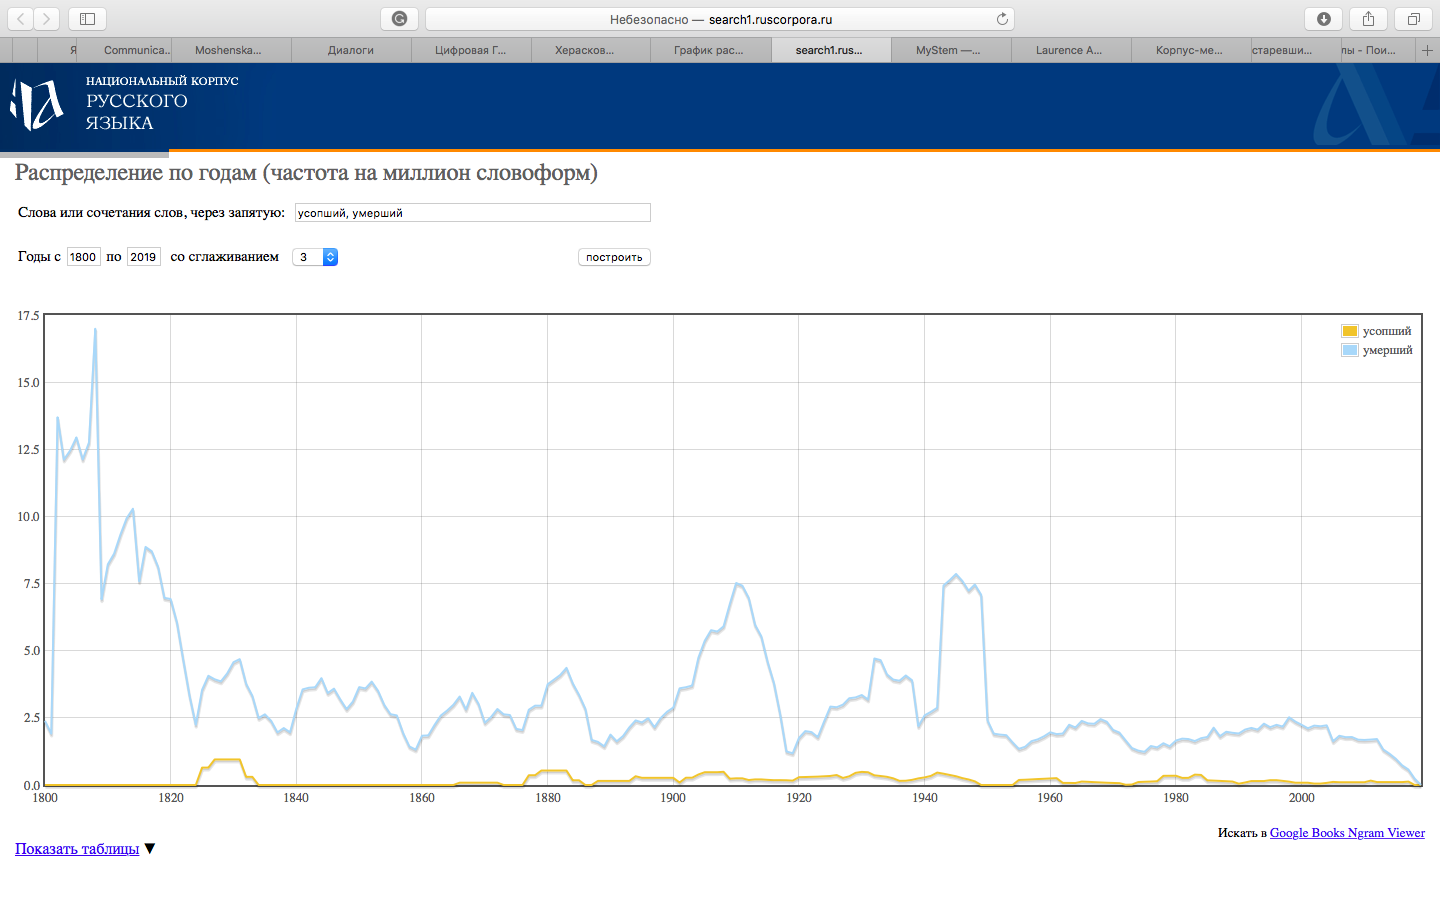 Небезопасно — search1.ruscorpora.ru
Я Communica... Moshenska... Диалоги Цифровая Г... Херасков... График рас... search1.rus... MyStem —... Laurence A... Корпус-ме... старевши... лы - Пои...
НАЦИОНАЛЬНЫЙ КОРПУС
РУССКОГО
ЯЗЫКА
Распределение по годам (частота на миллион словоформ)
Слова или сочетания слов, через запятую: усопший, умерший
Годы с 1800 по 2019 со сглаживанием 3 построить
17.5
усопший
умерший
15.0
12.5
10.0
7.5
5.0
2.5
0.0
1800 1820 1840 1860 1880 1900 1920 1940 1960 1980 2000
Искать в Google Books Ngram Viewer
Показать таблицы ▼